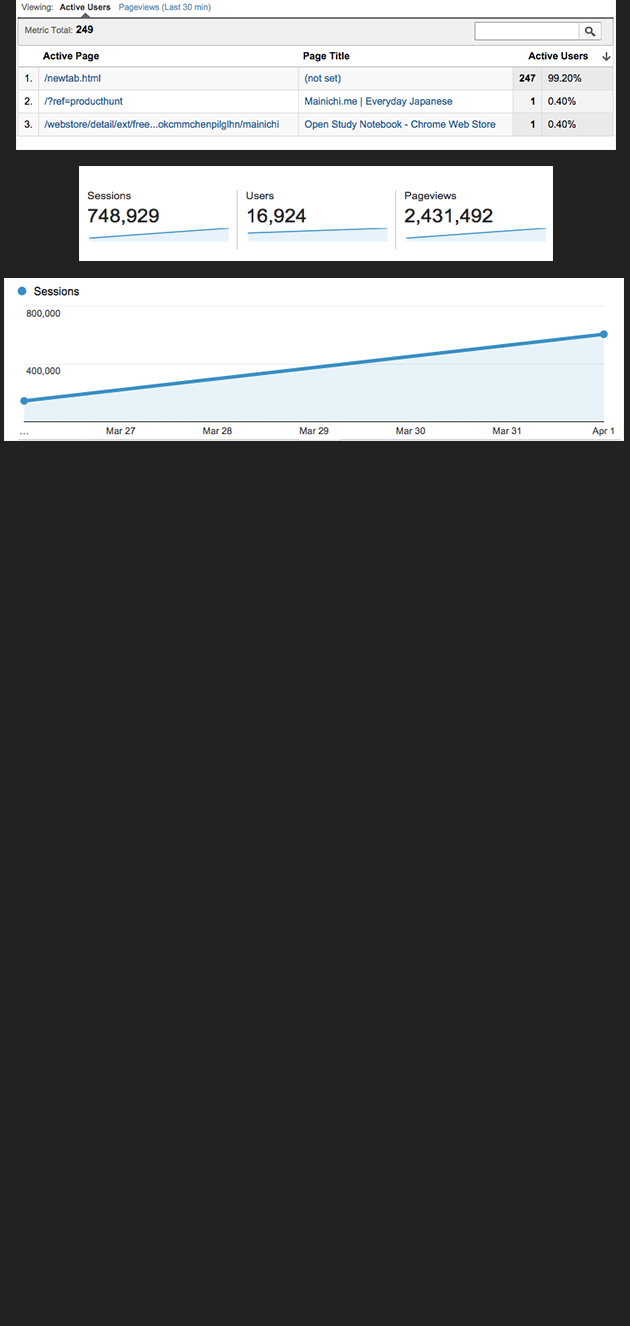 Viewing: Active Users Pageviews (Last 30 min)
Metric Total: 249
Active Page Page Title Active Users
1. /newtab.html (not set) 247 99.20%
2. /?ref=producthunt Mainichi.me | Everyday Japanese 1 0.40%
3. /webstore/detail/ext/free...okcmmchenpilglhn/mainichi Open Study Notebook - Chrome Web Store 1 0.40%
Sessions Users Pageviews
748,929 16,924 2,431,492
Sessions
800,000
400,000
... Mar 27 Mar 28 Mar 29 Mar 30 Mar 31 Apr 1